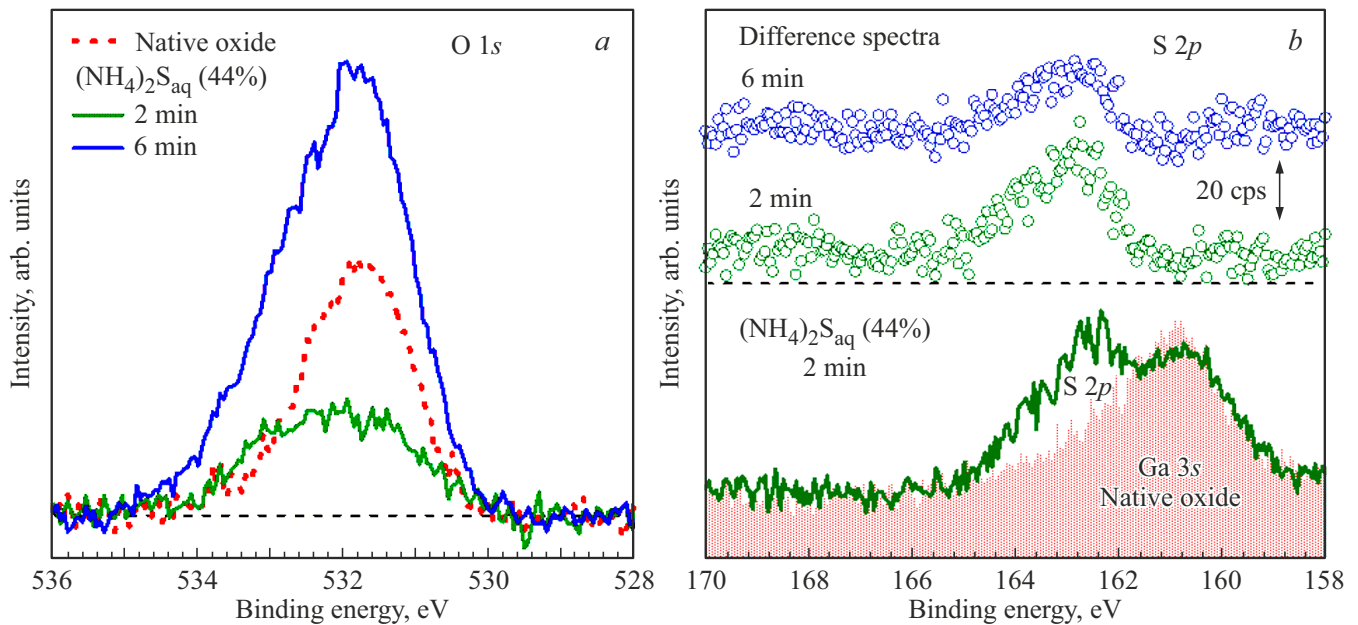 Native oxide
O 1s
a
(NH4)2Saq (44%)
2 min
6 min
Intensity, arb. units
536 534 532 530 528
Binding energy, eV
Difference spectra
S 2p
b
6 min
2 min
20 cps
(NH4)2Saq (44%)
2 min
S 2p
Ga 3s
Native oxide
Intensity, arb. units
170 168 166 164 162 160 158
Binding energy, eV